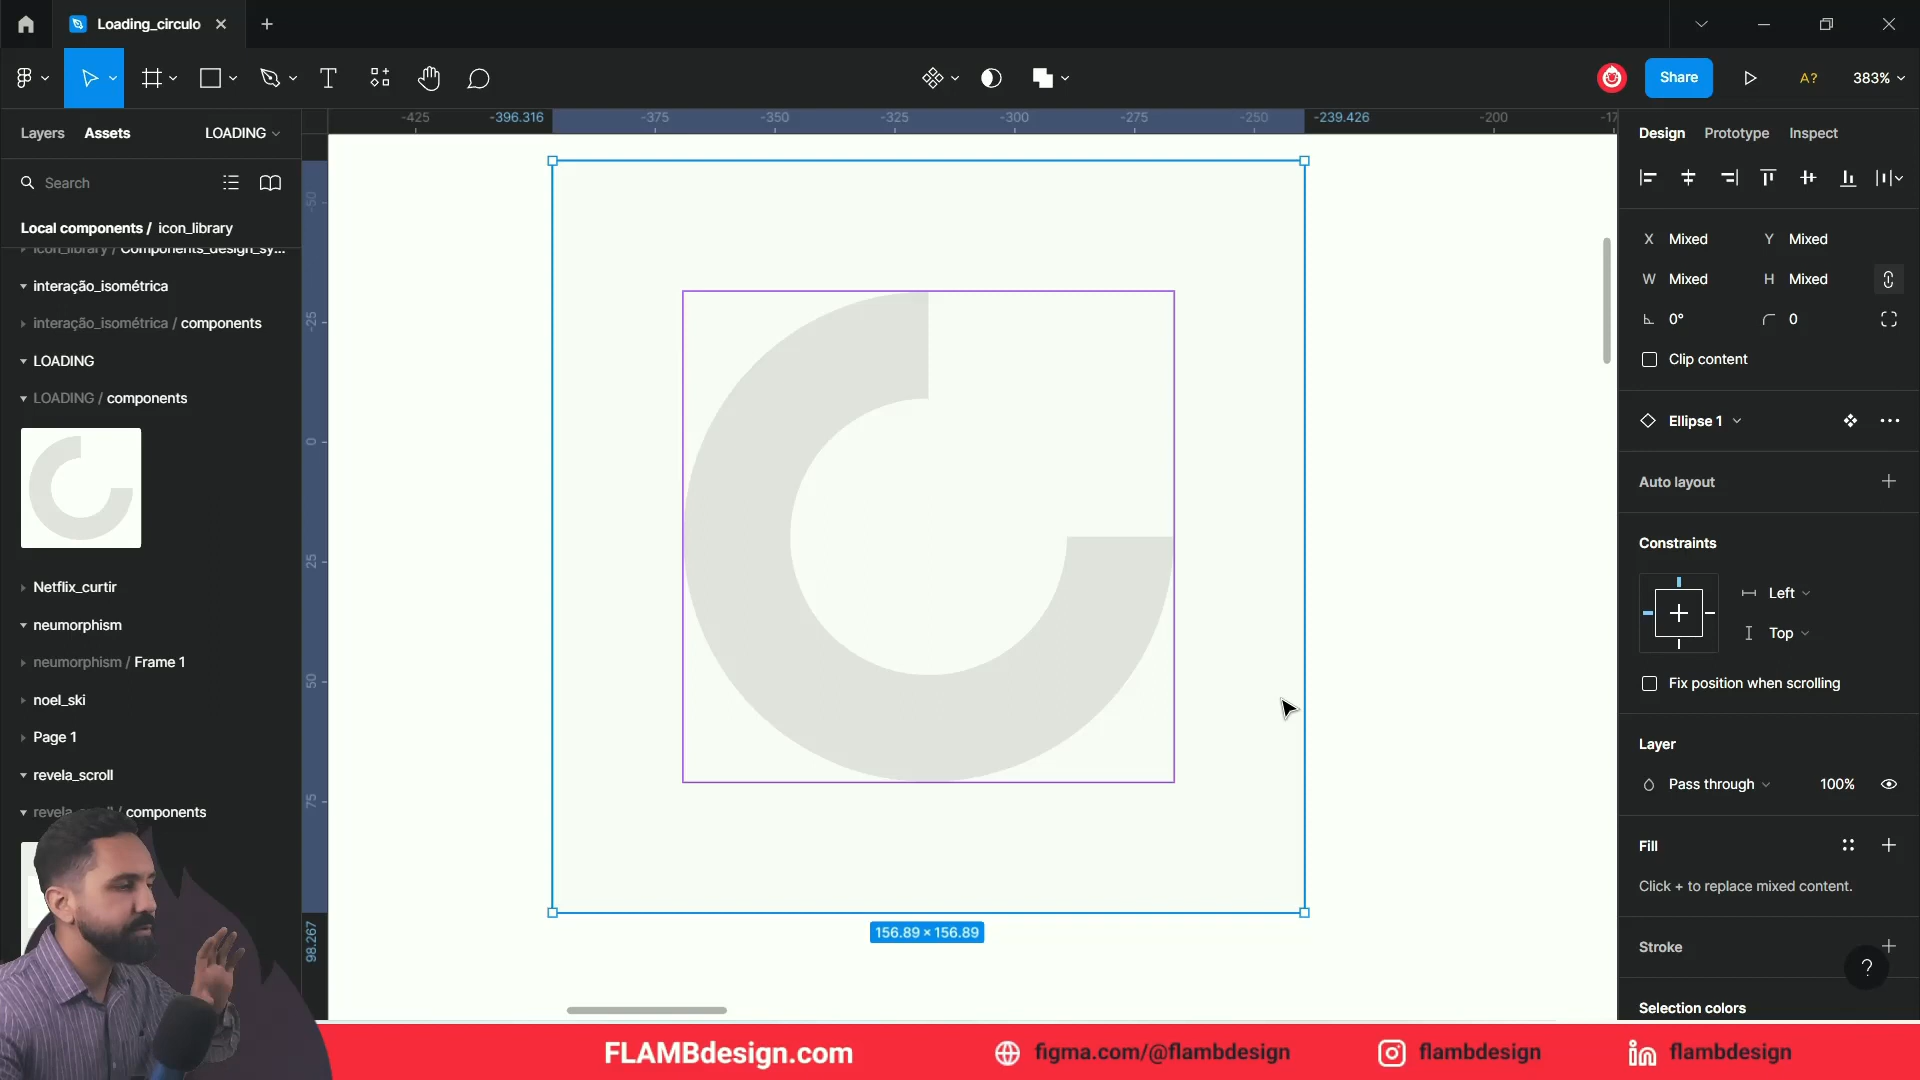 Loading_circulo
A?
Share
383%
Layers
Assets
LOADING
Search
Local components / icon_library
icon_library / Components_design_sy...
interação_isométrica
interação_isométrica / components
LOADING
LOADING / components
Netflix_curtir
neumorphism
neumorphism / Frame 1
noel_ski
Page 1
revela_scroll
components
-425
-396.316
-375
-350
-325
-300
-275
-250
-239.426
-200
-50
-25
0
25
50
75
98.267
156.89 × 156.89
Design
Prototype
Inspect
X Mixed
Y Mixed
W Mixed
H Mixed
0°
0
Clip content
Ellipse 1
Auto layout
Constraints
Left
Top
Fix position when scrolling
Layer
Pass through
100%
Fill
Click + to replace mixed content.
Stroke
?
Selection colors
FLAMBdesign.com
figma.com/@flambdesign
flambdesign
flambdesign